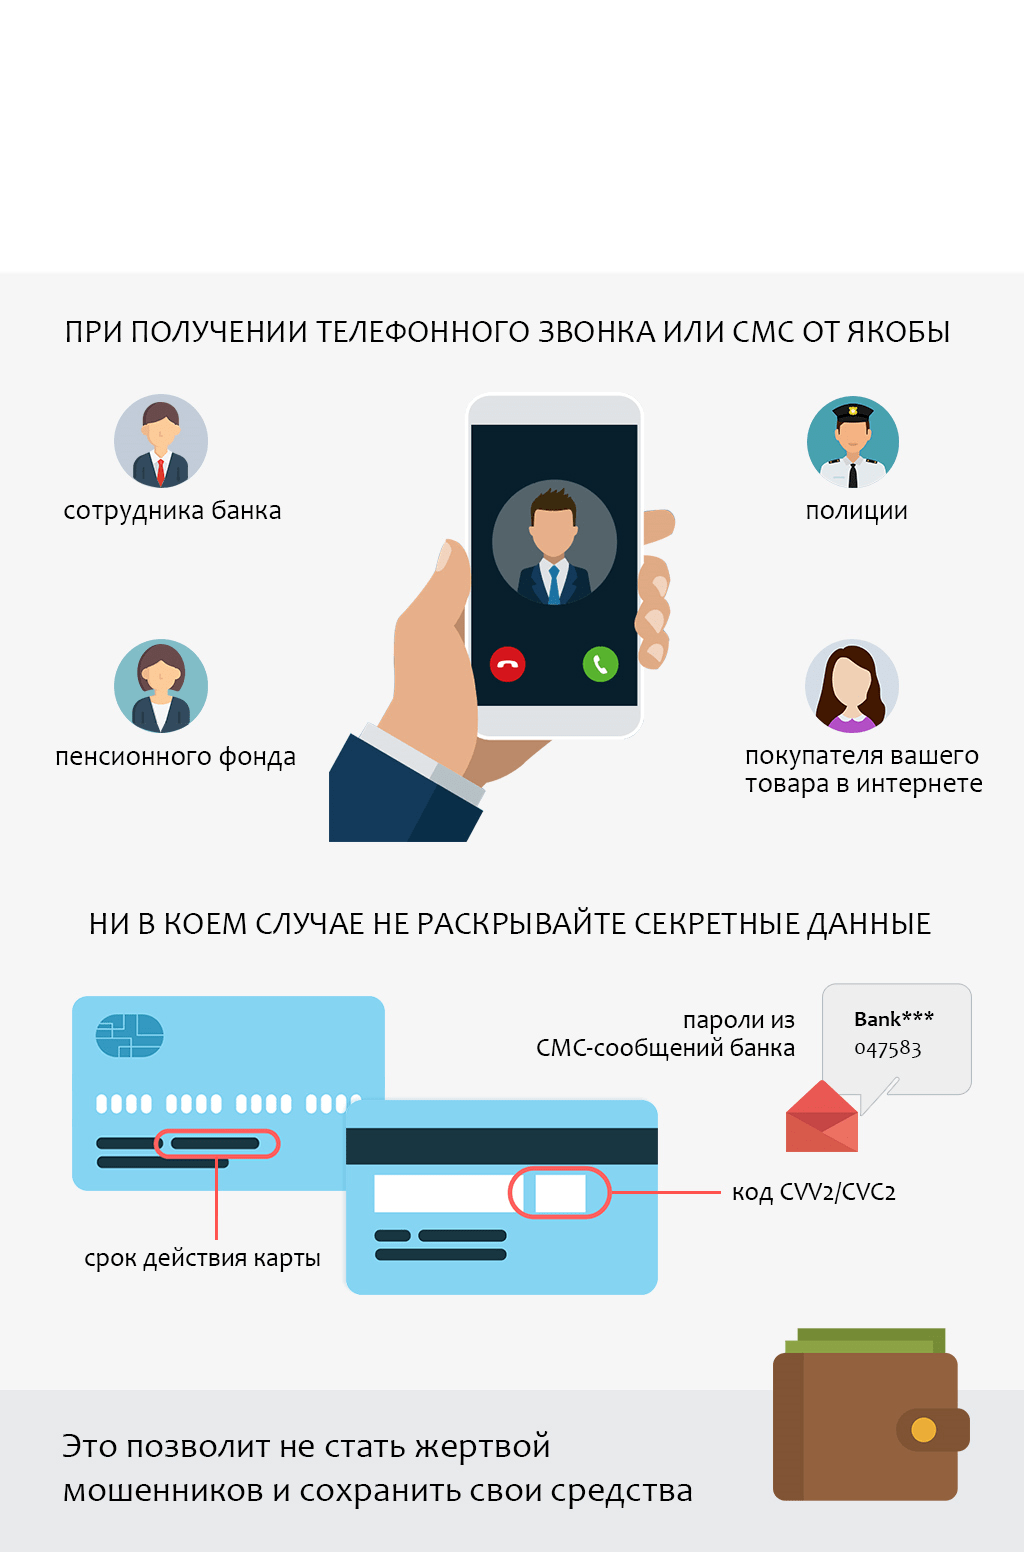 ПРИ ПОЛУЧЕНИИ ТЕЛЕФОННОГО ЗВОНКА ИЛИ СМС ОТ ЯКОБЫ
сотрудника банка
полиции
пенсионного фонда
покупателя вашего
товара в интернете
НИ В КОЕМ СЛУЧАЕ НЕ РАСКРЫВАЙТЕ СЕКРЕТНЫЕ ДАННЫЕ
пароли из
СМС-сообщений банка
Bank***
047583
код CVV2/CVC2
срок действия карты
Это позволит не стать жертвой
мошенников и сохранить свои средства